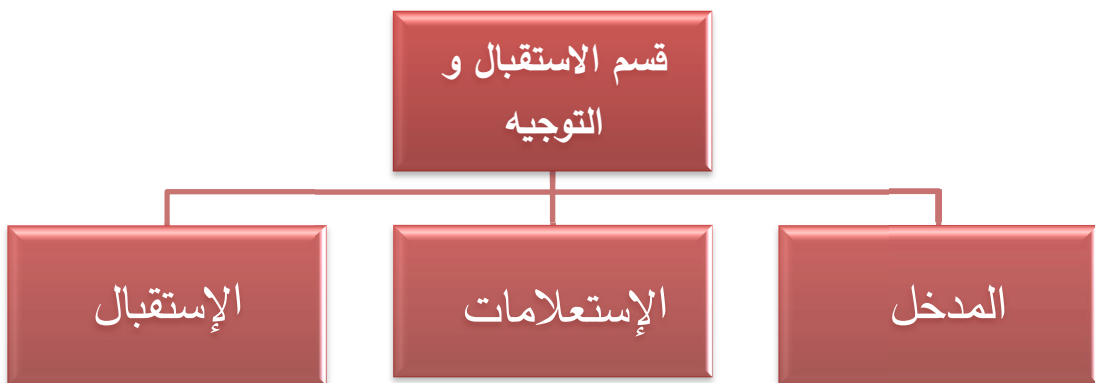 قسم الاستقبال و
التوجيه
المدخل
الإستعلامات
الإستقبال